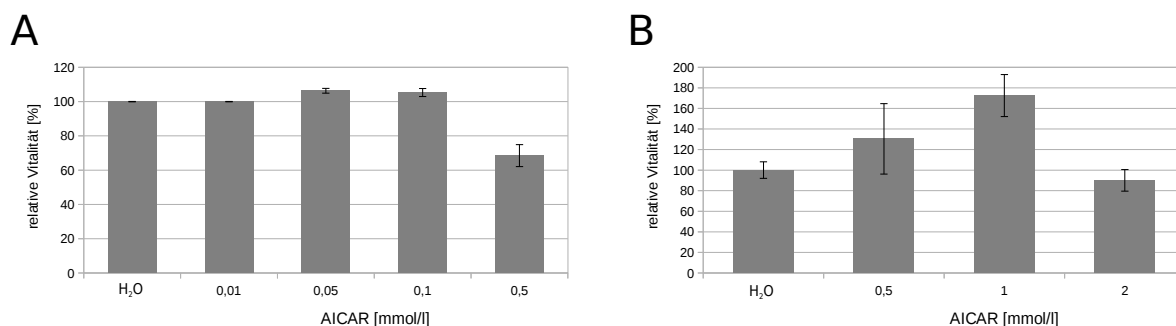 A
relative Vitalität [%]
120
100
80
60
40
20
0
H₂O 0,01 0,05 0,1 0,5
AICAR [mmol/l]
B
relative Vitalität [%]
200
180
160
140
120
100
80
60
40
20
0
H₂O 0,5 1 2
AICAR [mmol/l]